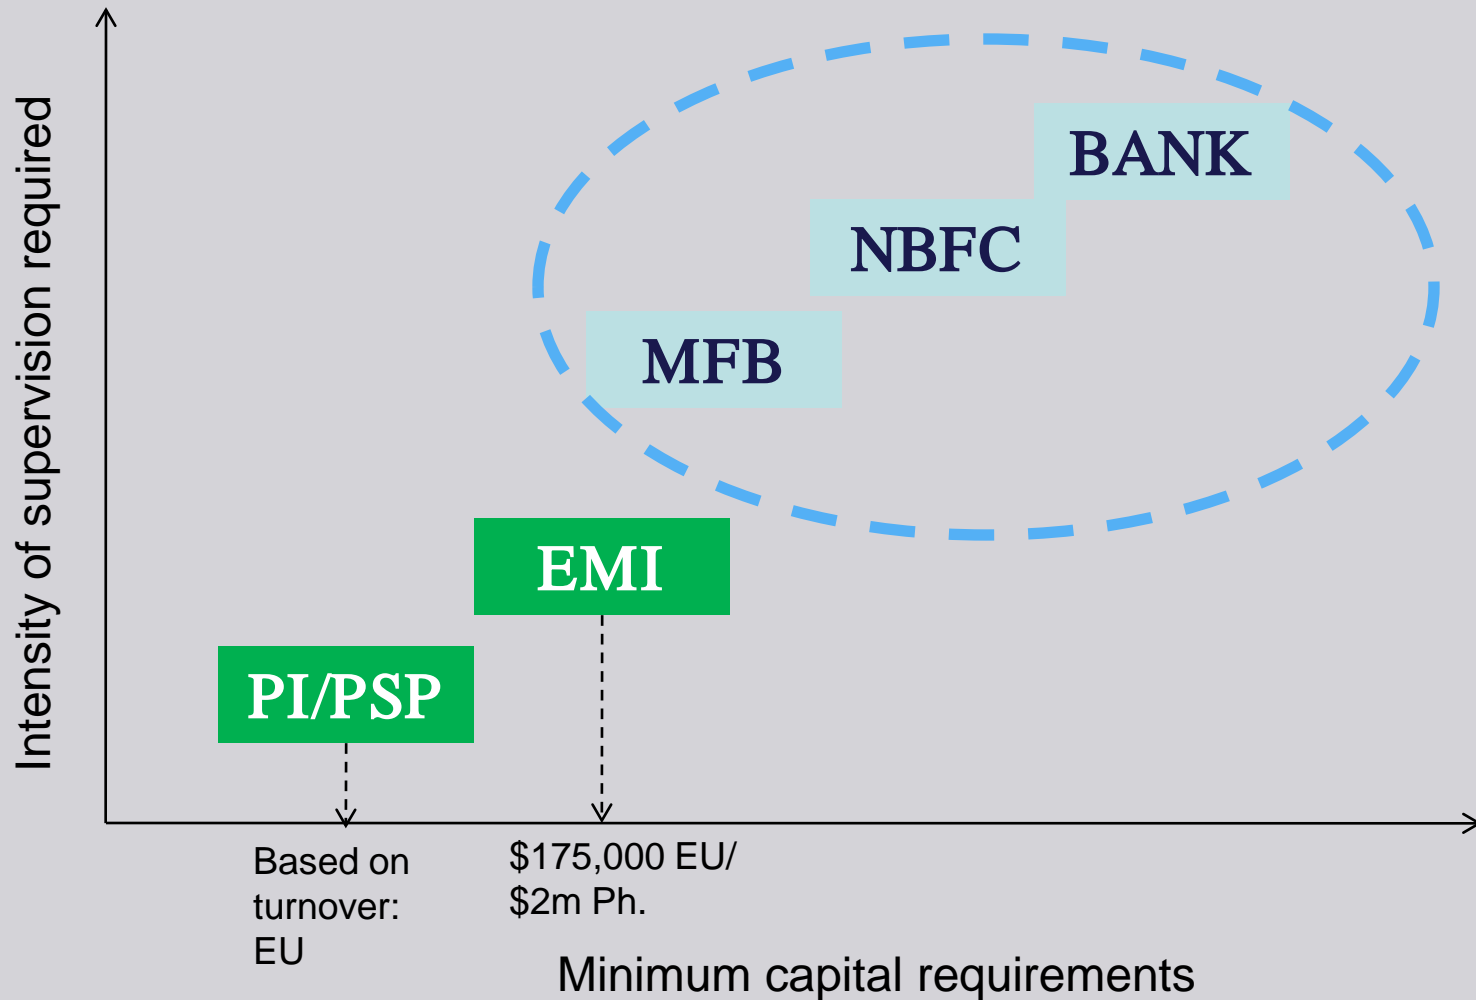 Intensity of supervision required
BANK
NBFC
MFB
EMI
PI/PSP
Based on
turnover:
EU
$175,000 EU/
$2m Ph.
Minimum capital requirements